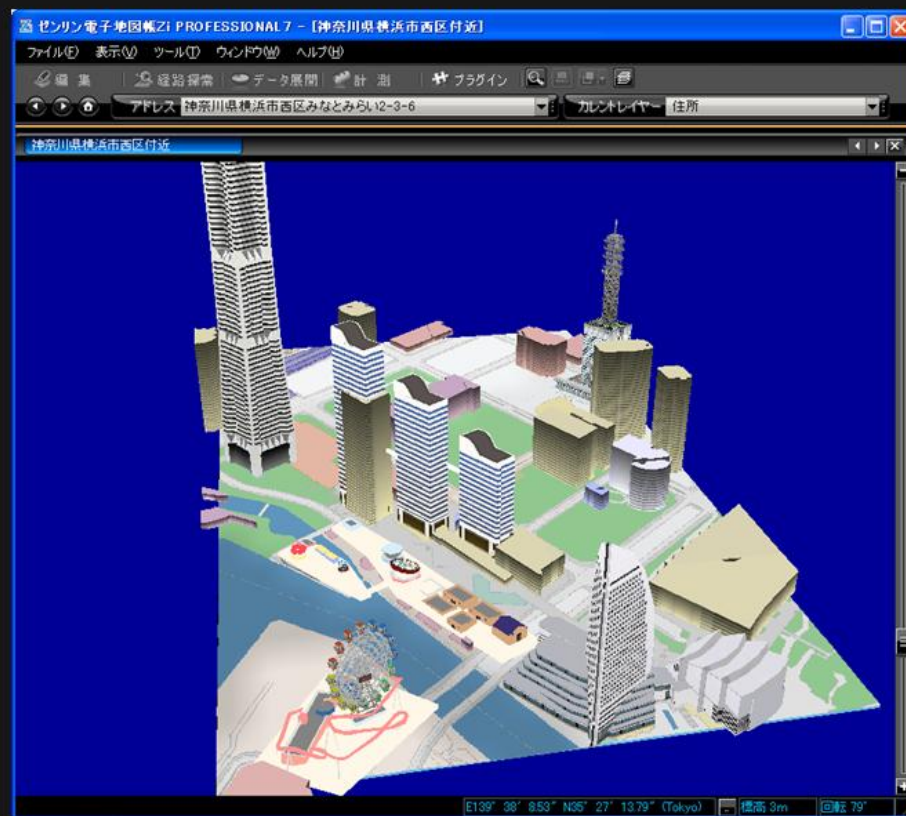 ゼンリン電子地図帳Zi PROFESSIONAL7 - [神奈川県横浜市西区付近]
ファイル(F) 表示(V) ツール(T) ウィンドウ(W) ヘルプ(H)
編 集 経路探索 データ展開 計 測 プラグイン
アドレス 神奈川県横浜市西区みなとみらい2-3-6 カレントレイヤー 住所
神奈川県横浜市西区付近
E139° 38' 8.53" N35° 27' 13.79" (Tokyo) 標高 3m 回転 79°